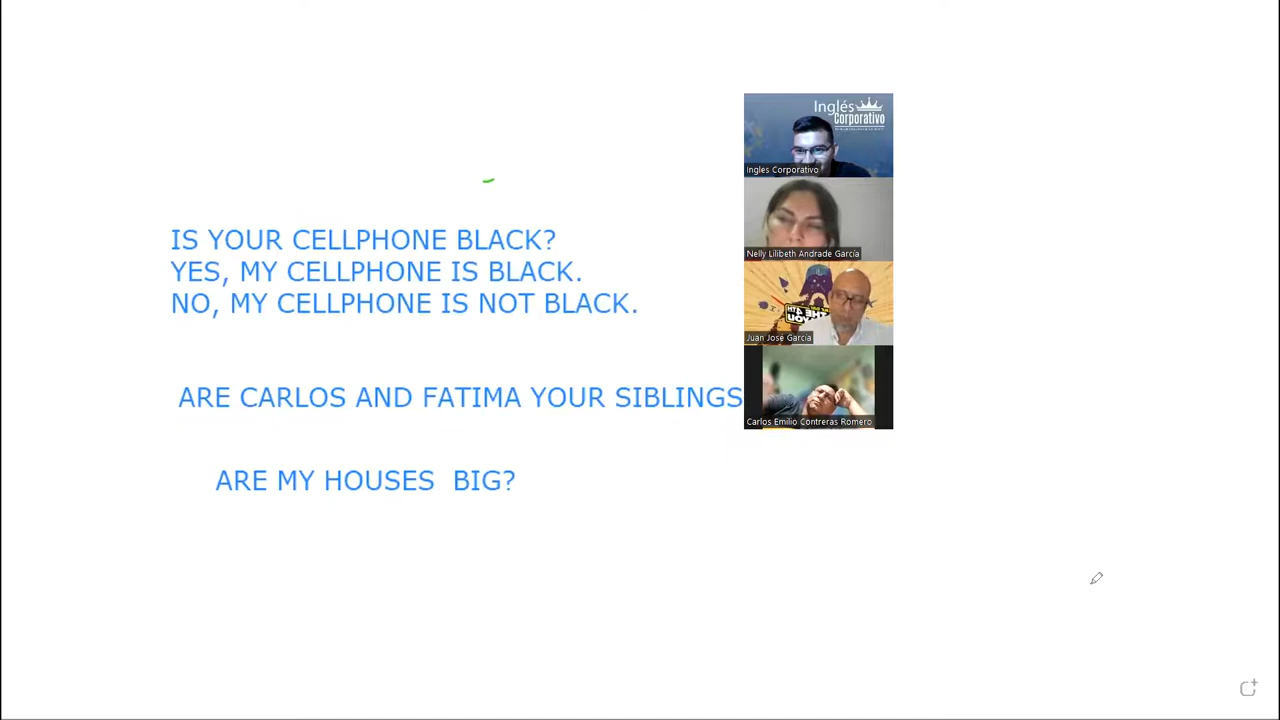 Inglés
Corporativo
Ingles Corporativo
Nelly Lilibeth Andrade García
Juan José García
Carlos Emilio Contreras Romero
IS YOUR CELLPHONE BLACK?
YES, MY CELLPHONE IS BLACK.
NO, MY CELLPHONE IS NOT BLACK.
ARE CARLOS AND FATIMA YOUR SIBLINGS
ARE MY HOUSES BIG?